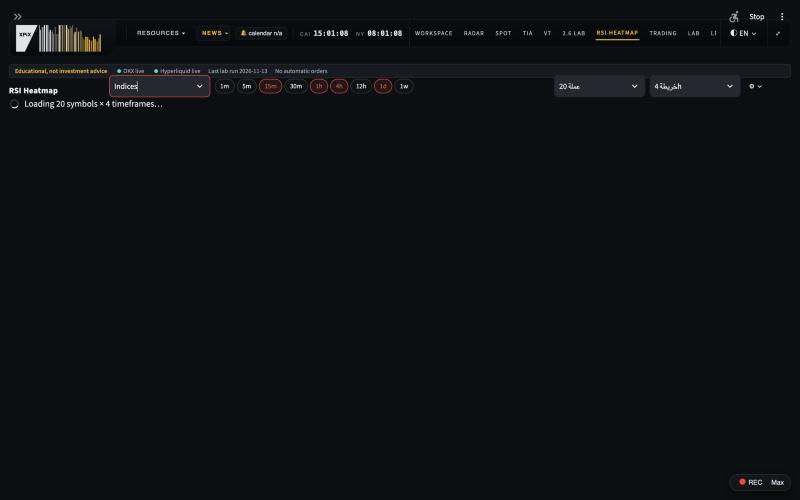 Stop
XPIX
RESOURCES
NEWS
calendar n/a
CAI 15:01:08 NY 08:01:08
WORKSPACE RADAR SPOT TIA V7 2.6 LAB RSI HEATMAP TRADING LAB LI
EN
Educational, not investment advice OKX live Hyperliquid live Last lab run 2026-11-13 No automatic orders
RSI Heatmap
Indices
1m 5m 15m 30m 1h 4h 12h 1d 1w
20 عملة
الخريطة 4h
Loading 20 symbols × 4 timeframes…
REC Max